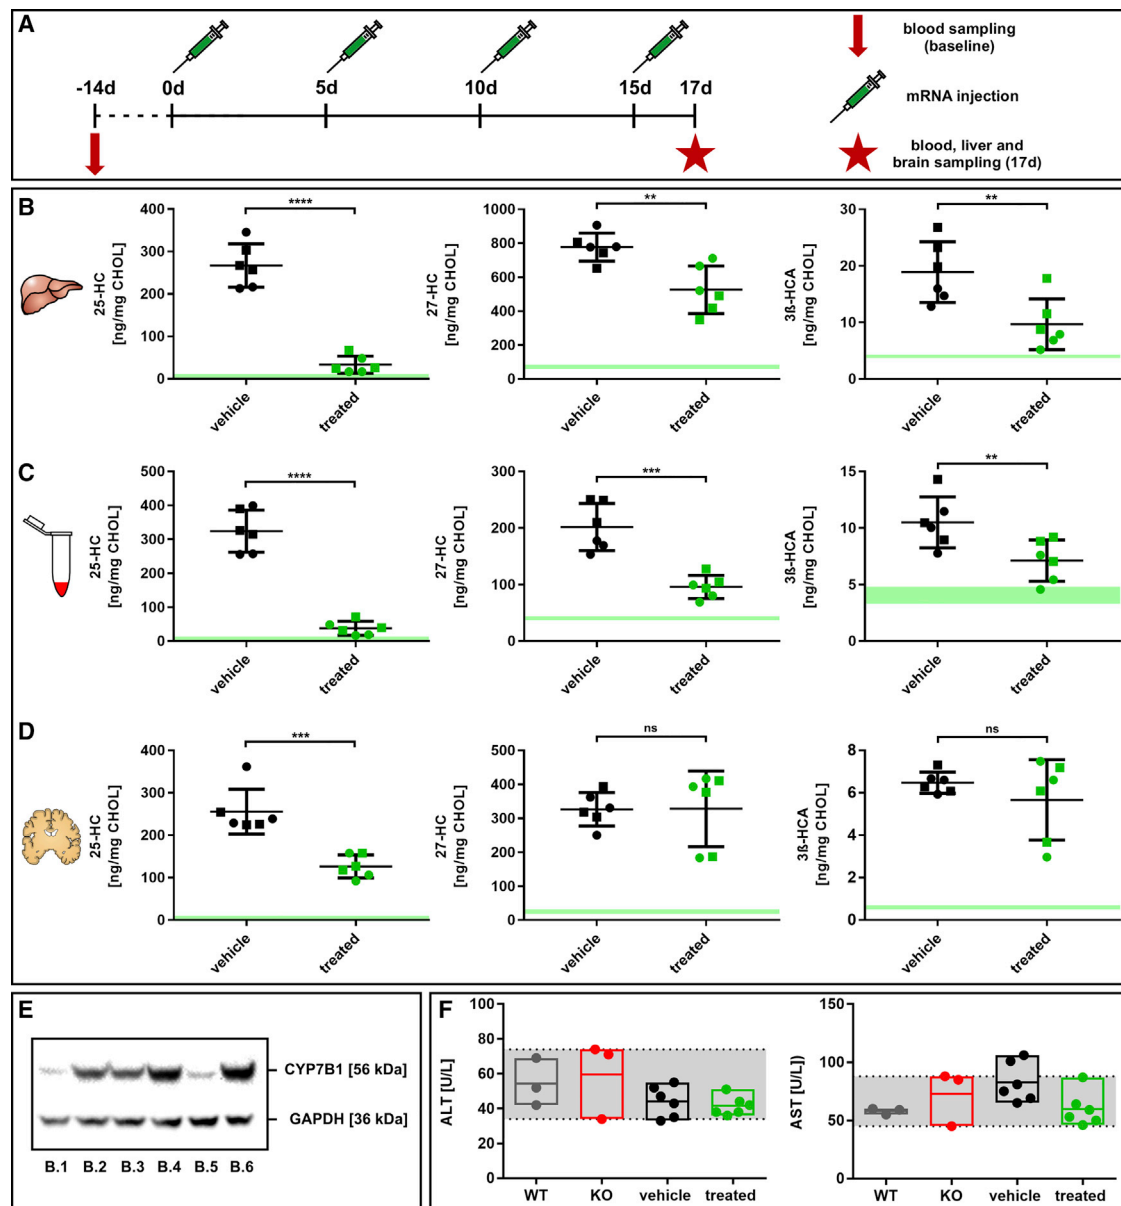 A
-14d
0d
5d
10d
15d
17d
blood sampling
(baseline)
mRNA injection
blood, liver and
brain sampling (17d)
B
25-HC
[ng/mg CHOL]
400
300
200
100
0
****
vehicle
treated
27-HC
[ng/mg CHOL]
1000
800
600
400
200
0
**
vehicle
treated
3ß-HCA
[ng/mg CHOL]
30
20
10
0
**
vehicle
treated
C
25-HC
[ng/mg CHOL]
500
400
300
200
100
0
****
vehicle
treated
27-HC
[ng/mg CHOL]
300
200
100
0
***
vehicle
treated
3ß-HCA
[ng/mg CHOL]
15
10
5
0
**
vehicle
treated
D
25-HC
[ng/mg CHOL]
400
300
200
100
0
***
vehicle
treated
27-HC
[ng/mg CHOL]
500
400
300
200
100
0
ns
vehicle
treated
3ß-HCA
[ng/mg CHOL]
8
6
4
2
0
ns
vehicle
treated
E
CYP7B1 [56 kDa]
GAPDH [36 kDa]
B.1 B.2 B.3 B.4 B.5 B.6
F
ALT [U/L]
100
80
60
40
20
0
WT KO vehicle treated
AST [U/L])
150
100
50
0
WT KO vehicle treated